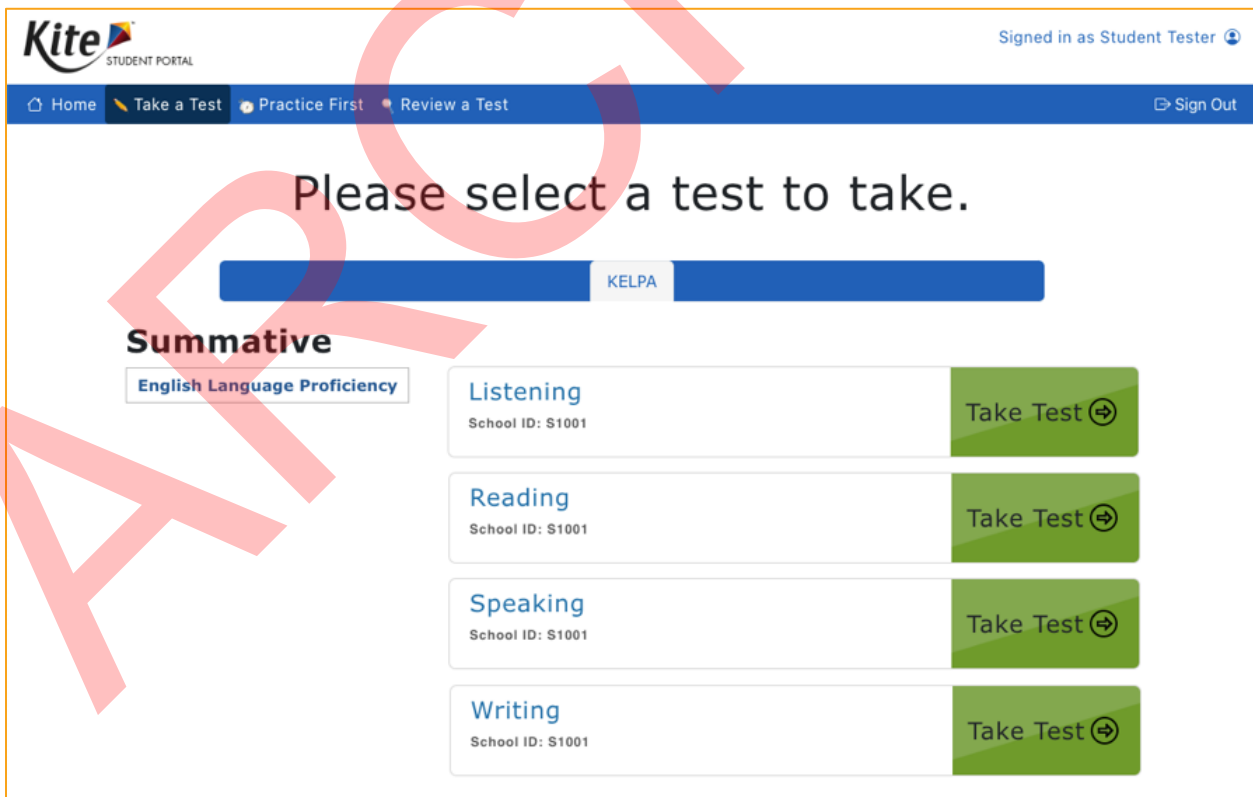 Kite
STUDENT PORTAL
Signed in as Student Tester
Home Take a Test Practice First Review a Test Sign Out
Please select a test to take.
KELPA
Summative
English Language Proficiency
Listening
School ID: S1001
Take Test
Reading
School ID: S1001
Take Test
Speaking
School ID: S1001
Take Test
Writing
School ID: S1001
Take Test